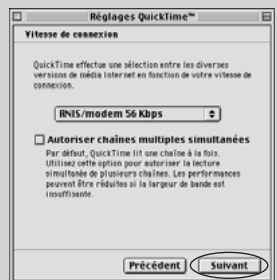 Réglages QuickTime™
Vitesse de connexion
QuickTime effectue une sélection entre les diverses
versions de média Internet en fonction de votre vitesse de
connexion.
RNIS/modem 56 Kbps
Autoriser chaînes multiples simultanées
Par défaut, QuickTime lit une chaîne à la fois.
Utilisez cette option pour autoriser la lecture
simultanée de plusieurs chaînes. Les performances
peuvent être réduites si la largeur de bande est
insuffisante.
Précédent
Suivant